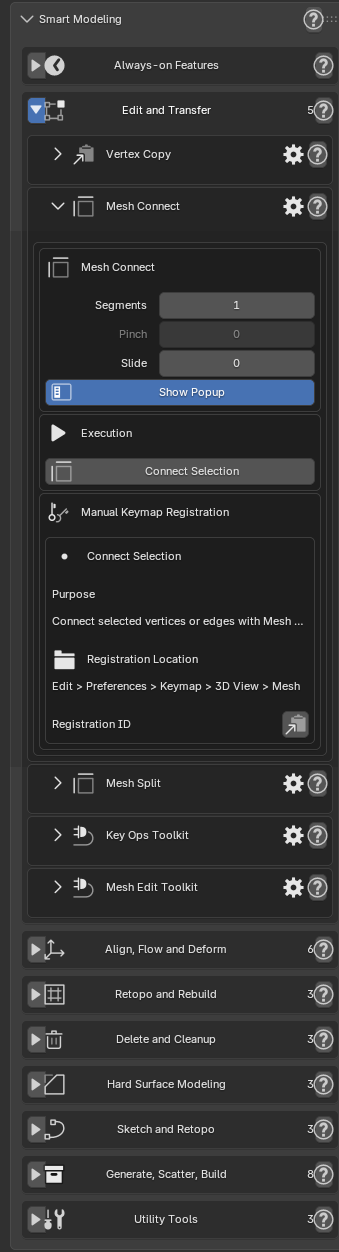 Smart Modeling
Always-on Features
Edit and Transfer 5
Vertex Copy
Mesh Connect
Mesh Connect
Segments 1
Pinch 0
Slide 0
Show Popup
Execution
Connect Selection
Manual Keymap Registration
Connect Selection
Purpose
Connect selected vertices or edges with Mesh ...
Registration Location
Edit > Preferences > Keymap > 3D View > Mesh
Registration ID
Mesh Split
Key Ops Toolkit
Mesh Edit Toolkit
Align, Flow and Deform 6
Retopo and Rebuild 3
Delete and Cleanup 3
Hard Surface Modeling 3
Sketch and Retopo 3
Generate, Scatter, Build 8
Utility Tools 3